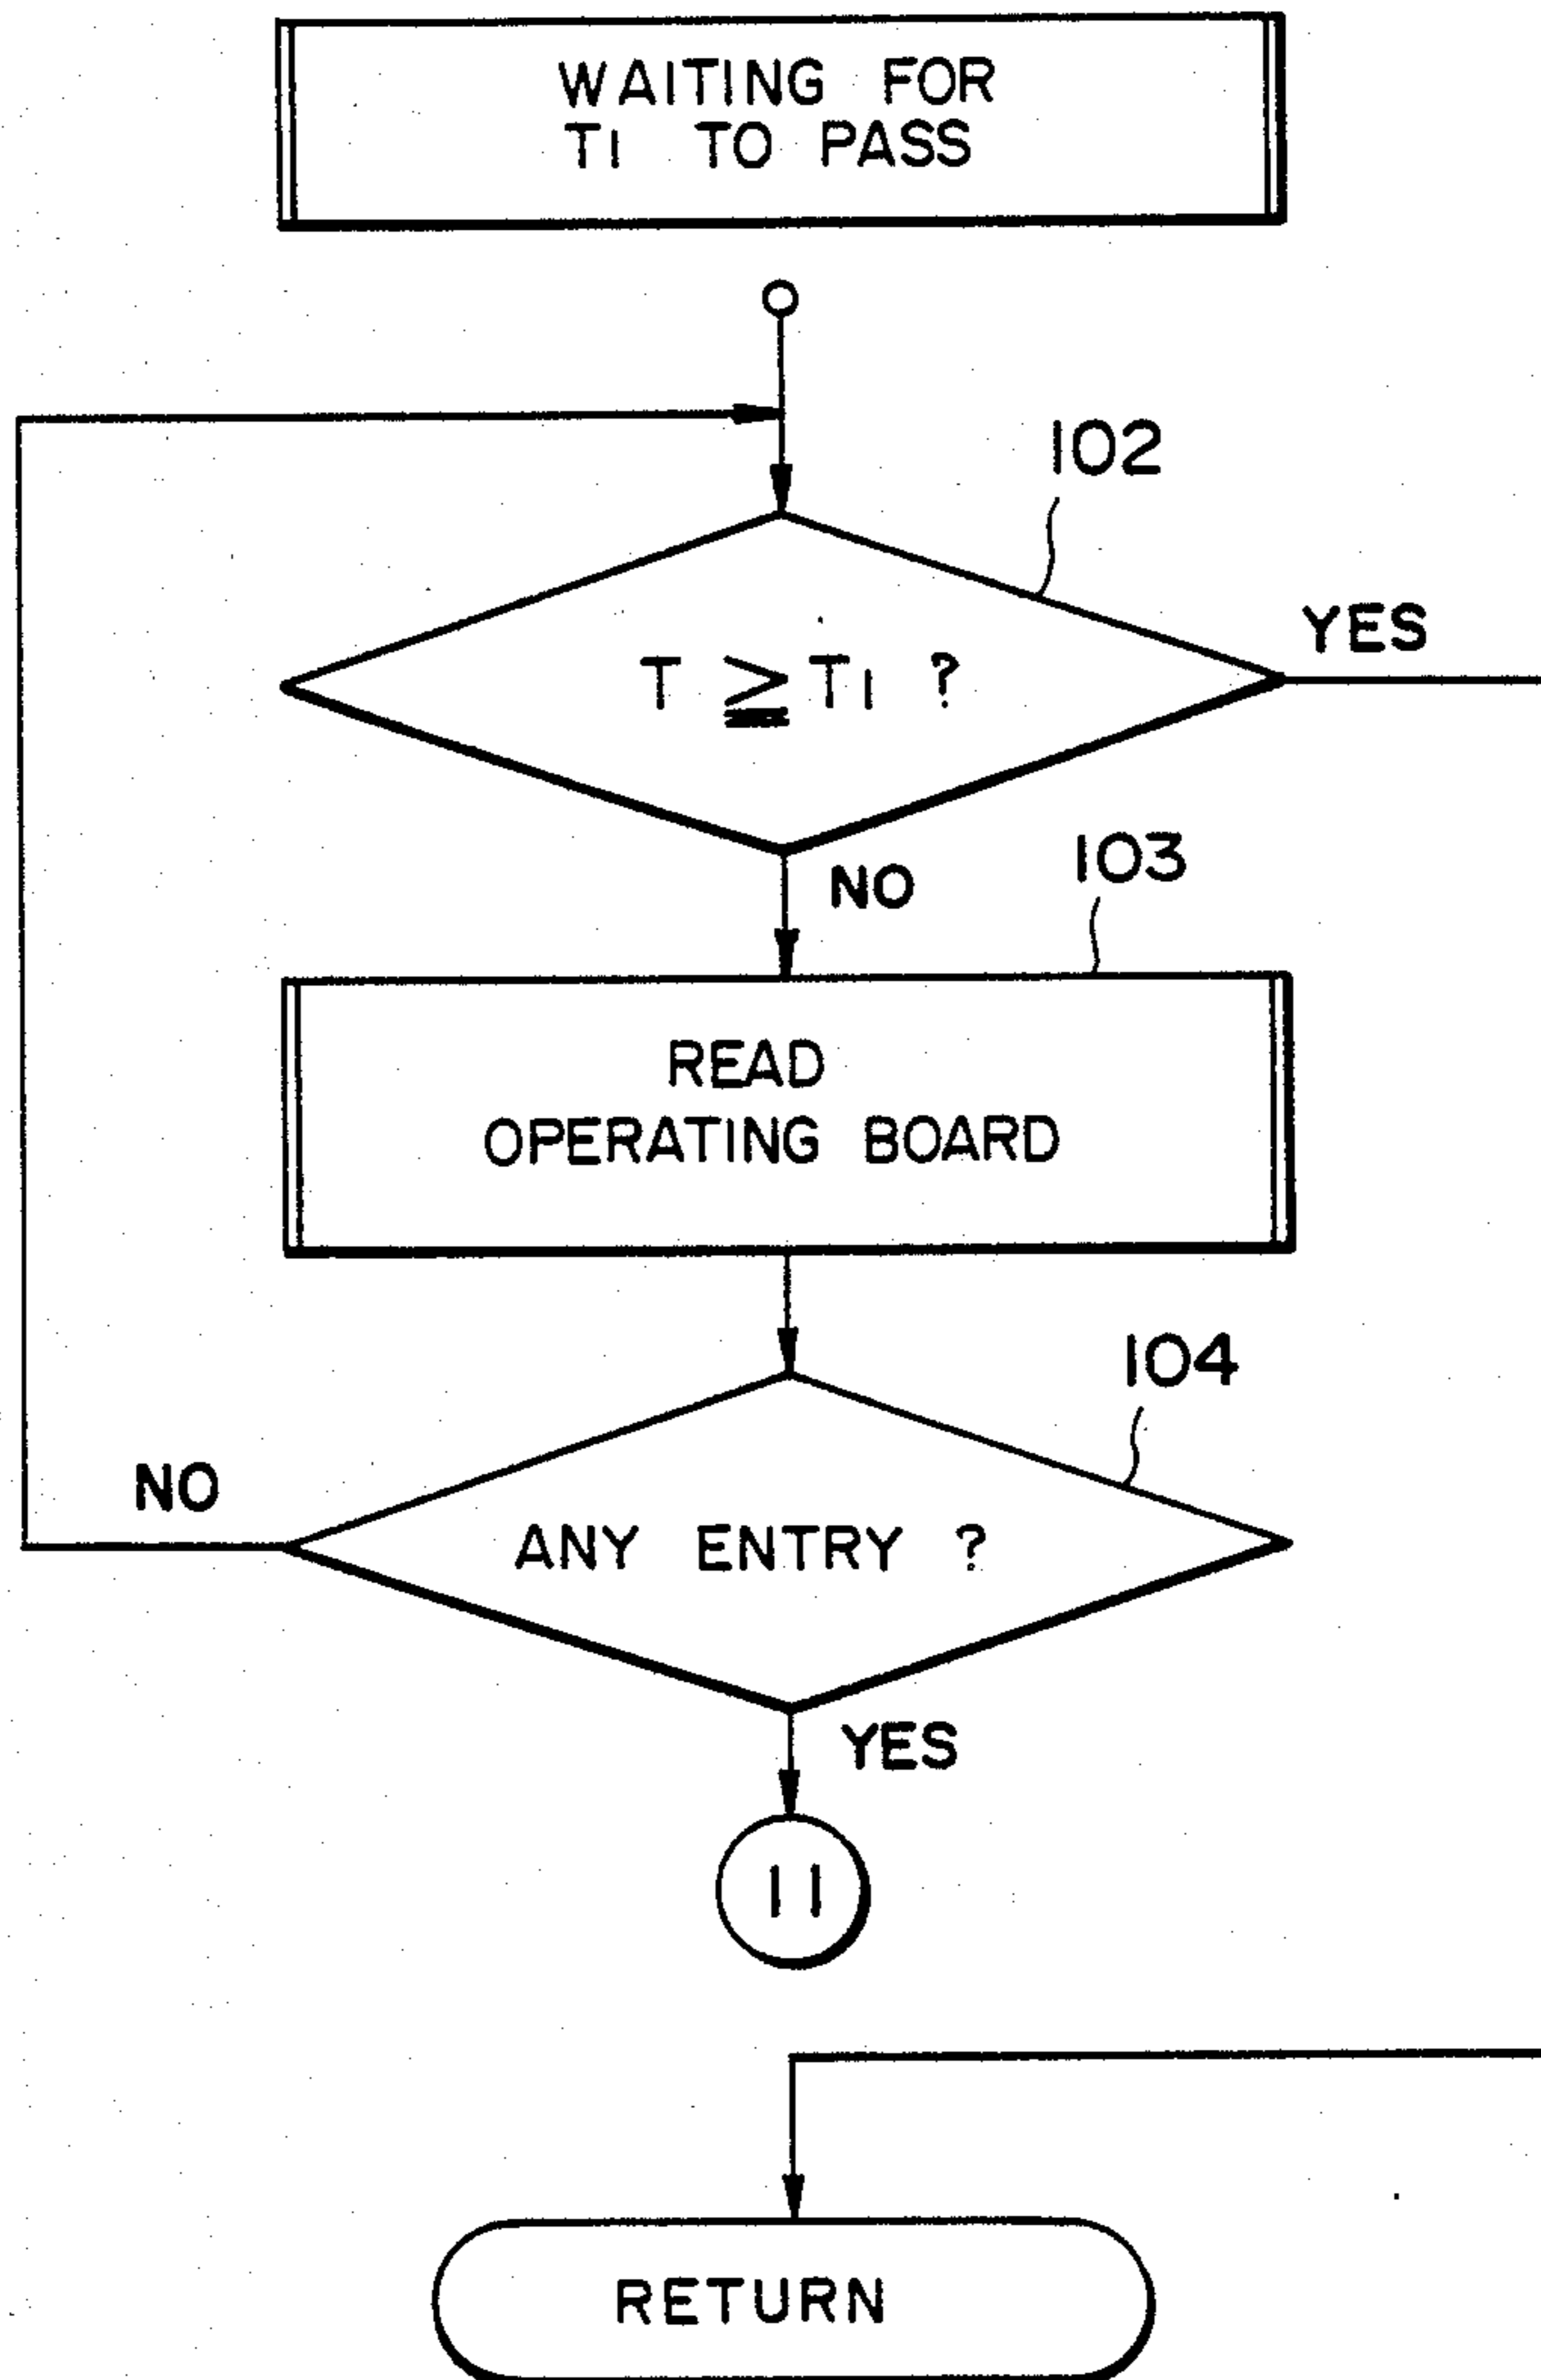 WAITING FOR
T1 TO PASS
102
T ≧ T1 ?
YES
NO
103
READ
OPERATING BOARD
104
ANY ENTRY ?
NO
YES
11
RETURN